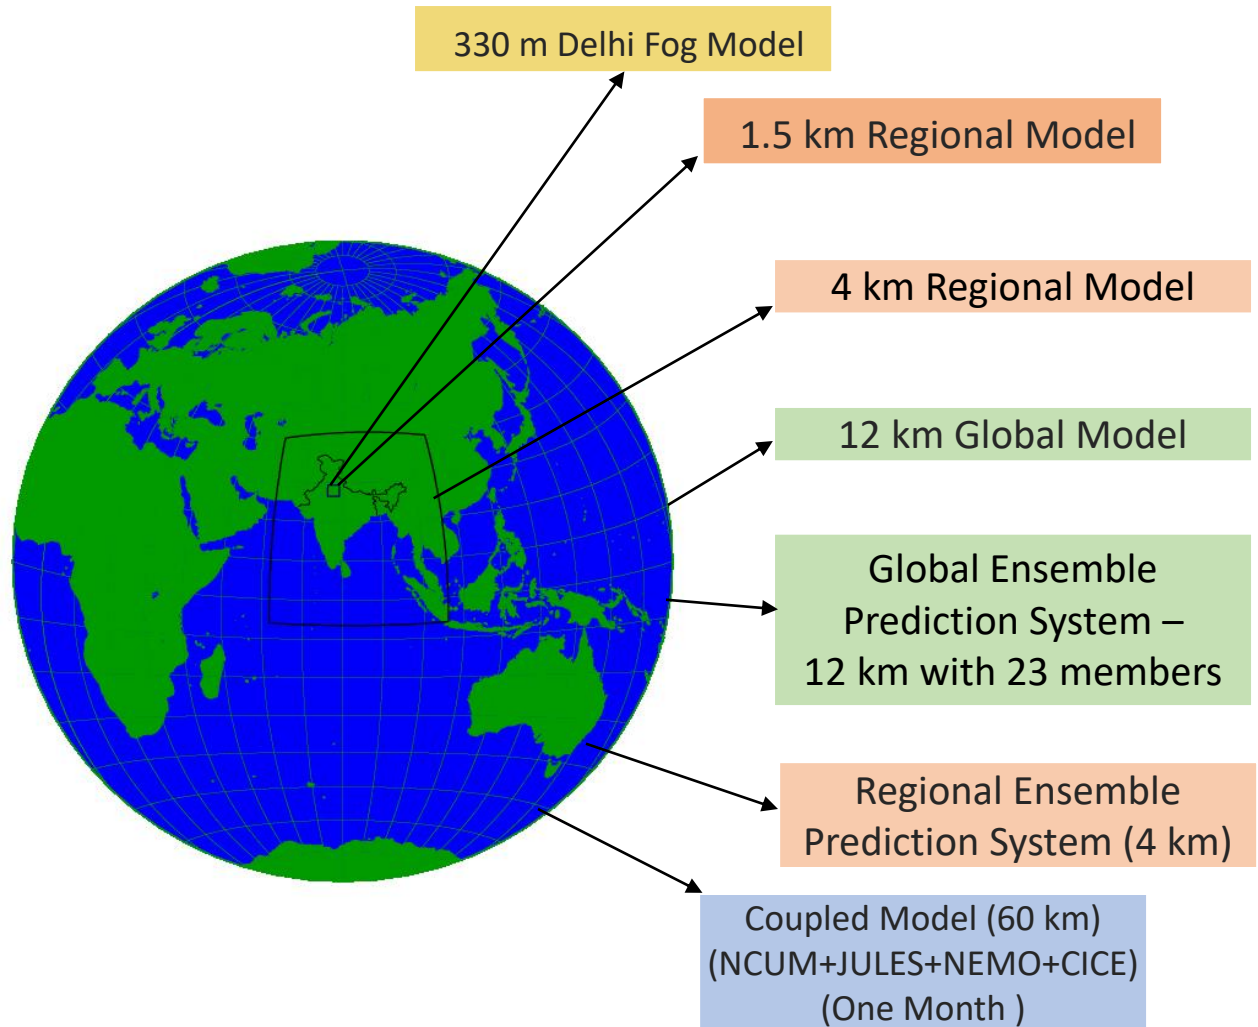 330 m Delhi Fog Model
1.5 km Regional Model
4 km Regional Model
12 km Global Model
Global Ensemble
Prediction System –
12 km with 23 members
Regional Ensemble
Prediction System (4 km)
Coupled Model (60 km)
(NCUM+JULES+NEMO+CICE)
(One Month )